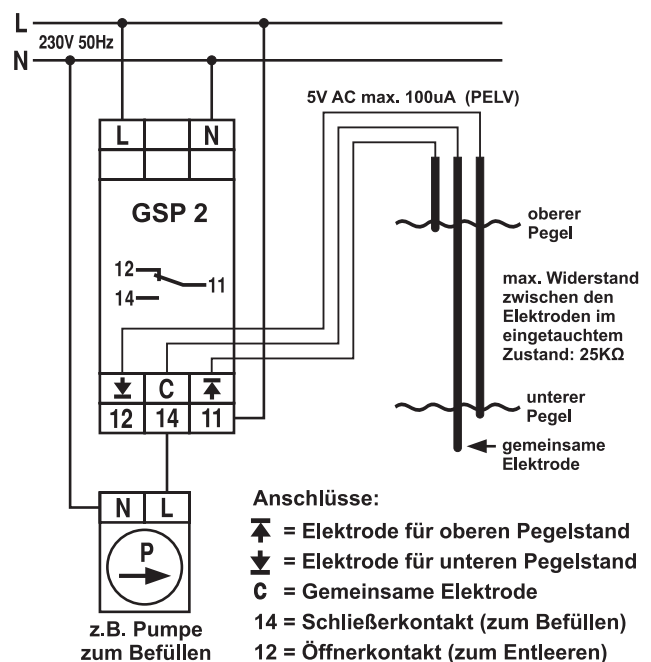 L
230V 50Hz
N
5V AC max. 100uA (PELV)
L N
GSP 2
12
11
14
oberer
Pegel
max. Widerstand
zwischen den
Elektroden im
eingetauchtem
Zustand: 25KΩ
C
12 14 11
unterer
Pegel
gemeinsame
Elektrode
N L
P
z.B. Pumpe
zum Befüllen
Anschlüsse:
= Elektrode für oberen Pegelstand
= Elektrode für unteren Pegelstand
C = Gemeinsame Elektrode
14 = Schließerkontakt (zum Befüllen)
12 = Öffnerkontakt (zum Entleeren)